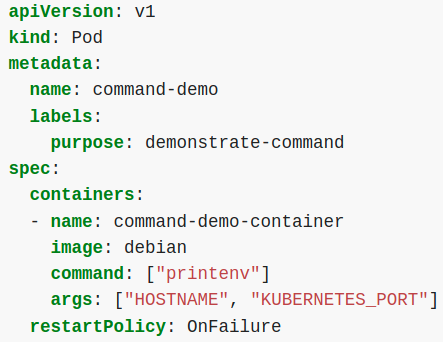 apiVersion: v1
kind: Pod
metadata:
  name: command-demo
  labels:
    purpose: demonstrate-command
spec:
  containers:
  - name: command-demo-container
    image: debian
    command: ["printenv"]
    args: ["HOSTNAME", "KUBERNETES_PORT"]
  restartPolicy: OnFailure